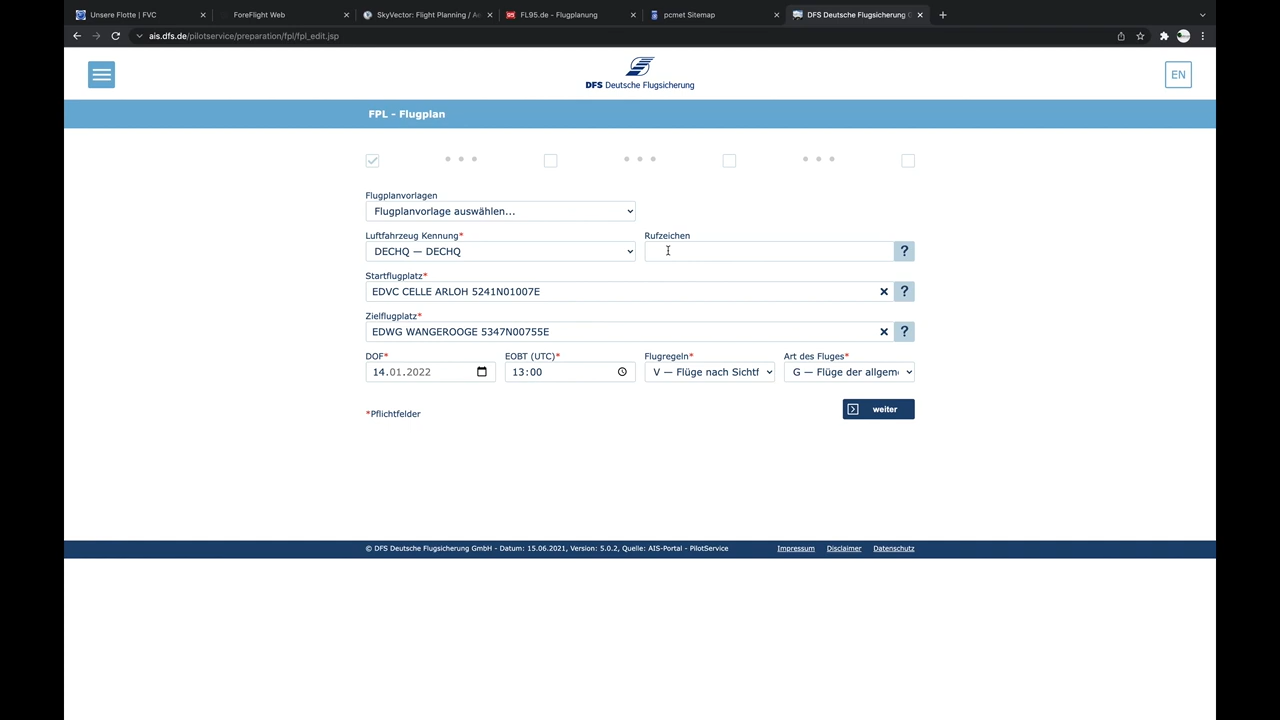 Unsere Flotte | FVC
ForeFlight Web
SkyVector: Flight Planning / Ae
FL95.de - Flugplanung
pcmet Sitemap
DFS Deutsche Flugsicherung G
ais.dfs.de/pilotservice/preparation/fpl/fpl_edit.jsp
DFS Deutsche Flugsicherung
EN
FPL - Flugplan
Flugplanvorlagen
Flugplanvorlage auswählen...
Luftfahrzeug Kennung* Rufzeichen
DECHQ — DECHQ ?
Startflugplatz*
EDVC CELLE ARLOH 5241N01007E ?
Zielflugplatz*
EDWG WANGEROOGE 5347N00755E ?
DOF* EOBT (UTC)* Flugregeln* Art des Fluges*
14.01.2022 13:00 V — Flüge nach Sichtf G — Flüge der allgem
*Pflichtfelder
weiter
© DFS Deutsche Flugsicherung GmbH - Datum: 15.06.2021, Version: 5.0.2, Quelle: AIS-Portal - PilotService Impressum Disclaimer Datenschutz